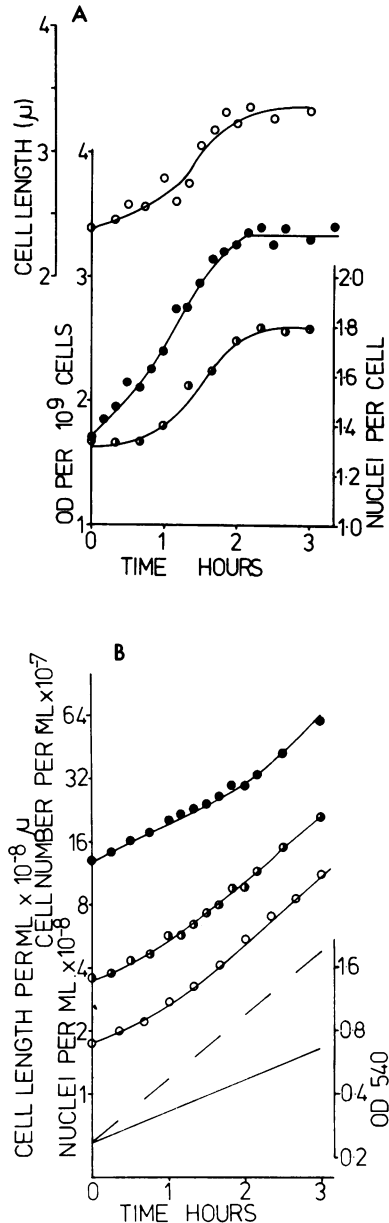 A
CELL LENGTH (µ)
4
3
2
OD PER 10⁹ CELLS
4
3
2
1
NUCLEI PER CELL
2·0
1·8
1·6
1·4
1·2
1·0
0 1 2 3
TIME HOURS
B
CELL LENGTH PER ML × 10⁻⁸ µ
NUCLEI PER ML ×10⁻⁸
CELL NUMBER PER ML ×10⁻⁷
64
32
16
8
4
2
1
OD 540
1·6
0·8
0·4
0·2
0 1 2 3
TIME HOURS